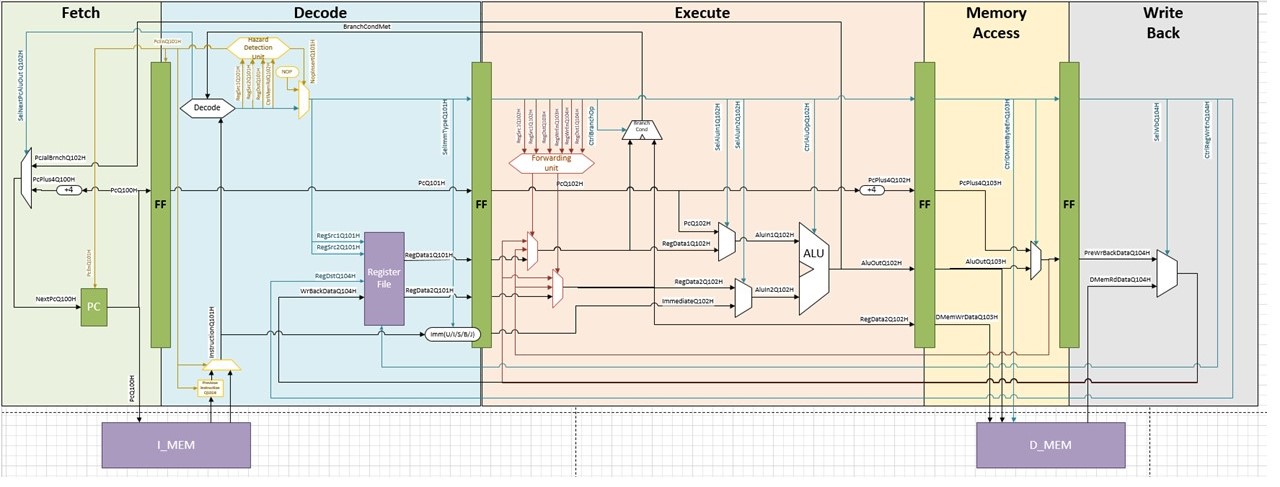 Fetch
Decode
Execute
Memory
Access
Write
Back
BranchCondMet
SelNextPcAluOut Q102H
Hazard
Detection
Unit
NOP
Decode
RegSrc1Q101H
RegSrc2Q101H
SelImmTypeQ101H
CtrlBranchOp
Branch
Cond
SelAluIn1Q102H
SelAluIn2Q102H
CtrlAluOpQ102H
CtrlDMemByteEnQ103H
SelWbQ104H
CtrlRegWrEnQ104H
Forwarding
unit
PcJalBrnchQ102H
PcPlus4Q100H
+4
PcQ100H
PcQ101H
PcQ102H
+4
PcPlus4Q102H
PcPlus4Q103H
FF
FF
FF
FF
PcQ102H
RegSrc1Q101H
RegSrc2Q101H
RegData1Q102H
AluIn1Q102H
ALU
RegData1Q101H
Register
File
PreWrBackDataQ104H
AluOutQ102H
AluOutQ103H
RegDstQ104H
WrBackDataQ104H
RegData2Q101H
RegData2Q102H
AluIn2Q102H
DMemRdDataQ104H
ImmediateQ102H
NextPcQ100H
PC
RegData2Q102H
DMemWrDataQ103H
Imm(U/I/S/B/J)
InstructionQ101H
Previous
Instruction
PcQ100H
I_MEM
D_MEM